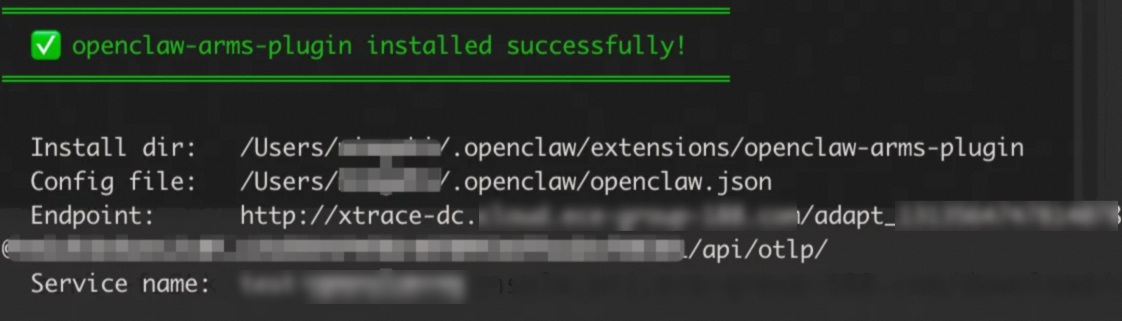 ✅ openclaw-arms-plugin installed successfully!
Install dir: /Users/ /.openclaw/extensions/openclaw-arms-plugin
Config file: /Users/ /.openclaw/openclaw.json
Endpoint: http://xtrace-dc. /adapt_
/api/otlp/
Service name: